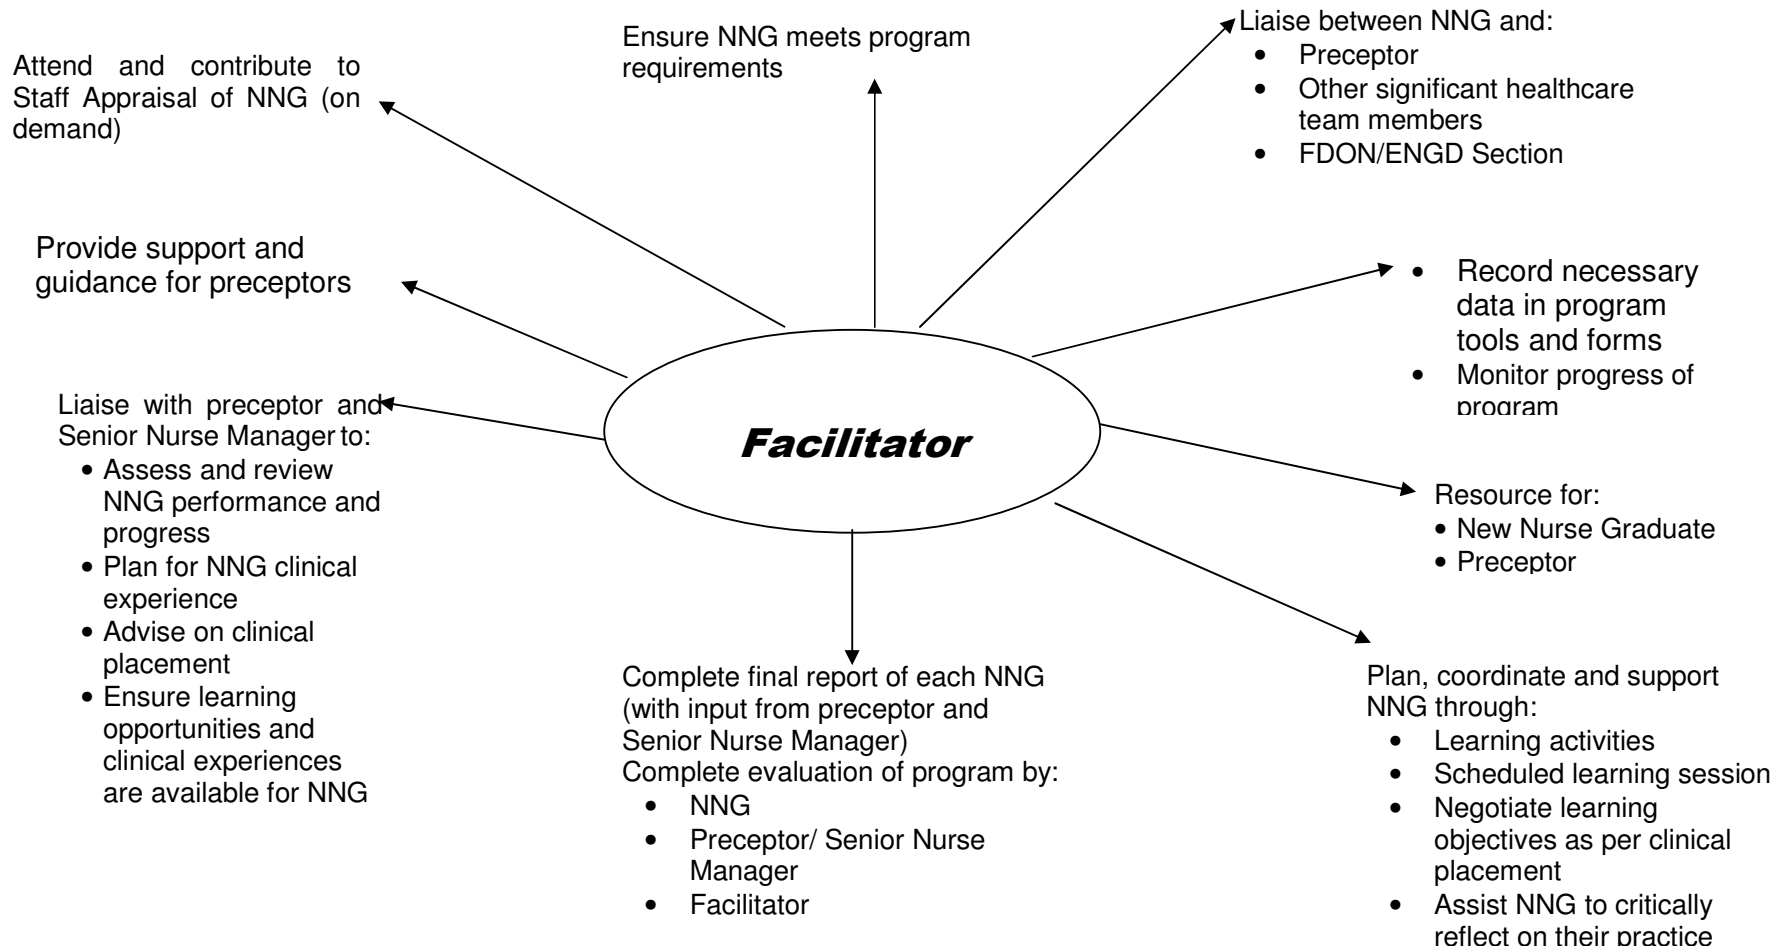 Attend and contribute to
Staff Appraisal of NNG (on
demand)
Ensure NNG meets program
requirements
Liaise between NNG and:
• Preceptor
• Other significant healthcare
team members
• FDON/ENGD Section
Provide support and
guidance for preceptors
• Record necessary
data in program
tools and forms
• Monitor progress of
program
Liaise with preceptor and
Senior Nurse Manager to:
• Assess and review
NNG performance and
progress
• Plan for NNG clinical
experience
• Advise on clinical
placement
• Ensure learning
opportunities and
clinical experiences
are available for NNG
Facilitator
Resource for:
• New Nurse Graduate
• Preceptor
Complete final report of each NNG
(with input from preceptor and
Senior Nurse Manager)
Complete evaluation of program by:
• NNG
• Preceptor/ Senior Nurse
Manager
• Facilitator
Plan, coordinate and support
NNG through:
• Learning activities
• Scheduled learning session
• Negotiate learning
objectives as per clinical
placement
• Assist NNG to critically
reflect on their practice